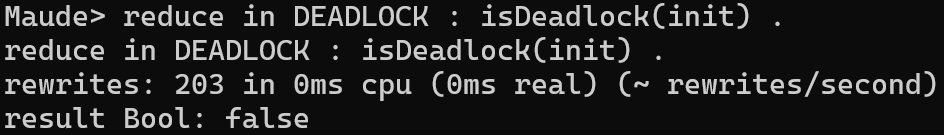 Maude> reduce in DEADLOCK : isDeadlock(init) .
reduce in DEADLOCK : isDeadlock(init) .
rewrites: 203 in 0ms cpu (0ms real) (~ rewrites/second)
result Bool: false